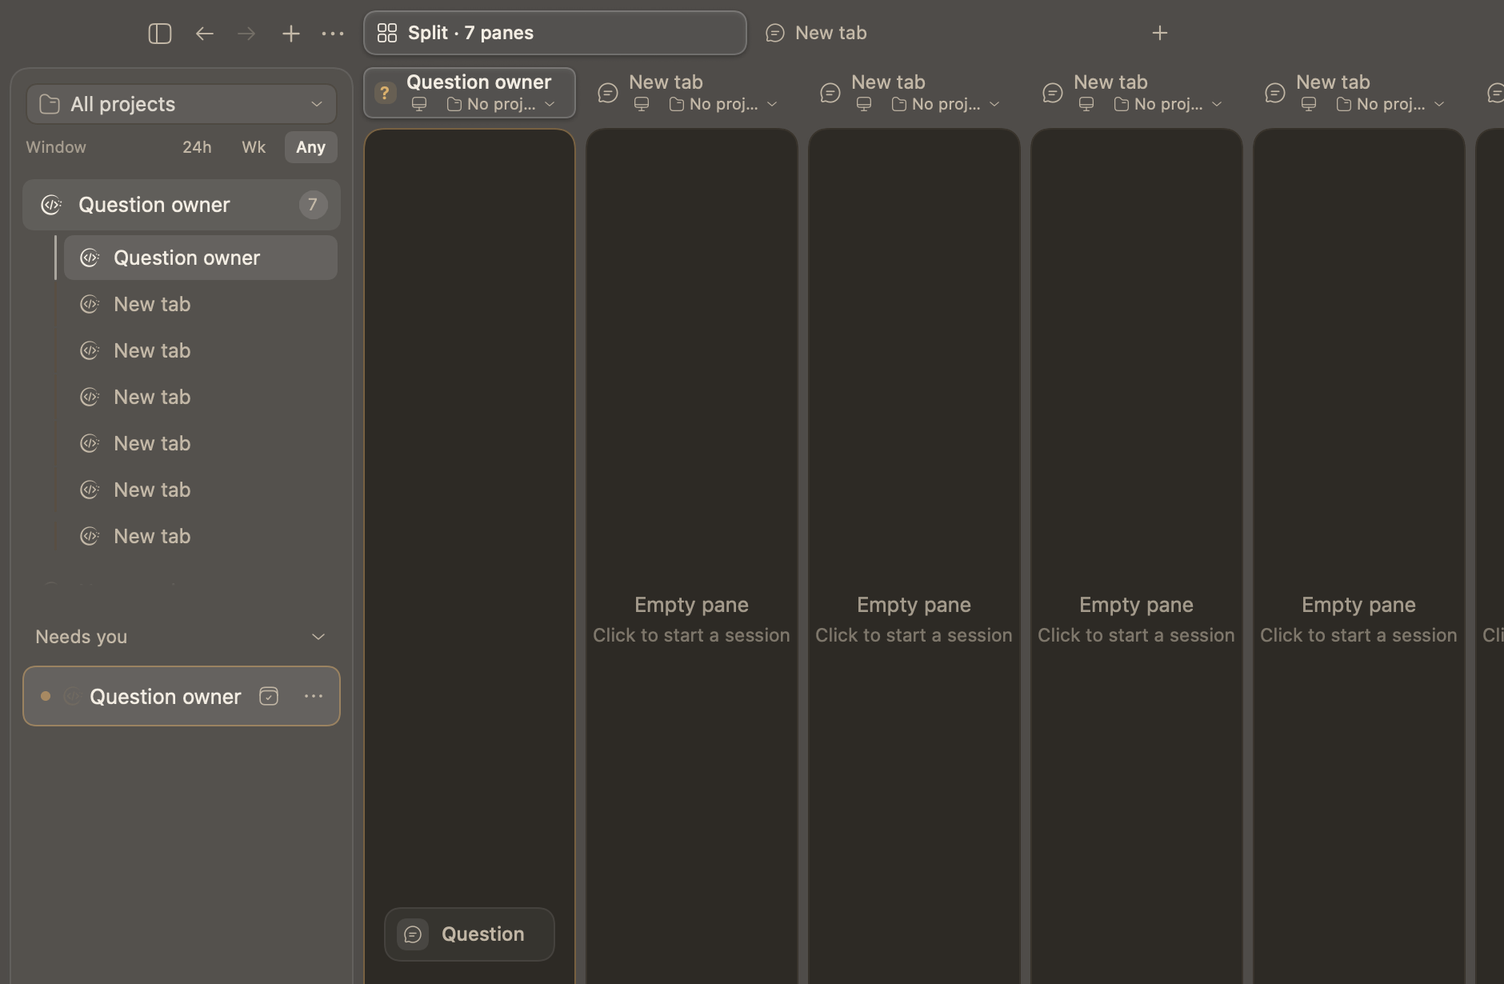 Split · 7 panes
New tab
All projects
Window
24h
Wk
Any
Question owner
7
Question owner
New tab
New tab
New tab
New tab
New tab
New tab
Needs you
Question owner
?
Question owner
No proj...
New tab
No proj...
New tab
No proj...
New tab
No proj...
New tab
No proj...
Question
Empty pane
Click to start a session
Empty pane
Click to start a session
Empty pane
Click to start a session
Empty pane
Click to start a session